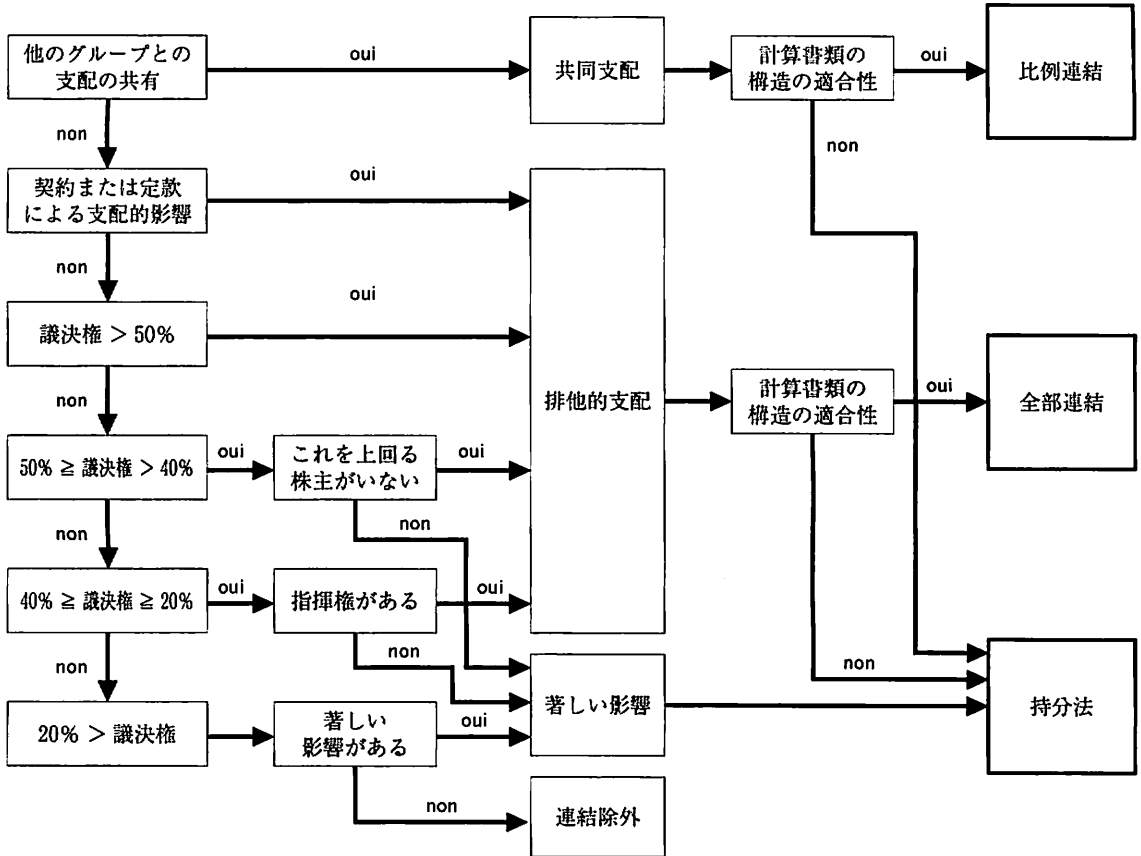 他のグループとの
支配の共有
oui
共同支配
計算書類の
構造の適合性
oui
比例連結
non
non
契約または定款
による支配的影響
oui
non
議決権 > 50%
oui
排他的支配
計算書類の
構造の適合性
oui
全部連結
non
50% ≧ 議決権 > 40%
oui
これを上回る
株主がいない
oui
non
non
40% ≧ 議決権 ≧ 20%
oui
指揮権がある
oui
non
non
non
20% > 議決権
著しい
影響がある
oui
著しい影響
持分法
non
連結除外